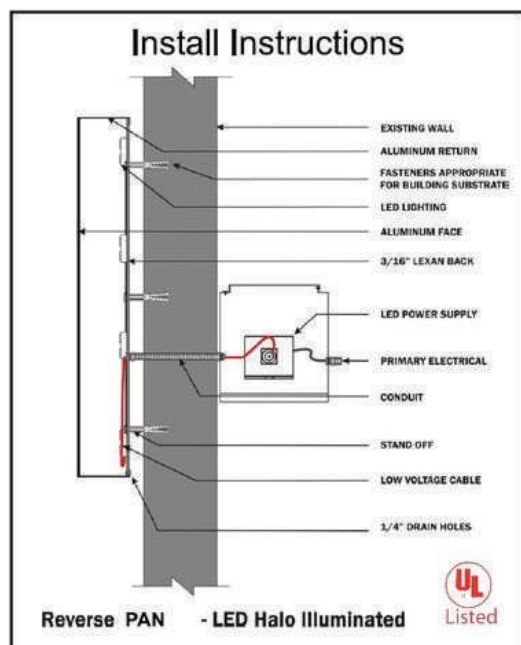 Install Instructions
EXISTING WALL
ALUMINUM RETURN
FASTENERS APPROPRIATE
FOR BUILDING SUBSTRATE
LED LIGHTING
ALUMINUM FACE
3/16" LEXAN BACK
LED POWER SUPPLY
PRIMARY ELECTRICAL
CONDUIT
STAND OFF
LOW VOLTAGE CABLE
1/4" DRAIN HOLES
UL
Listed
Reverse PAN - LED Halo Illuminated